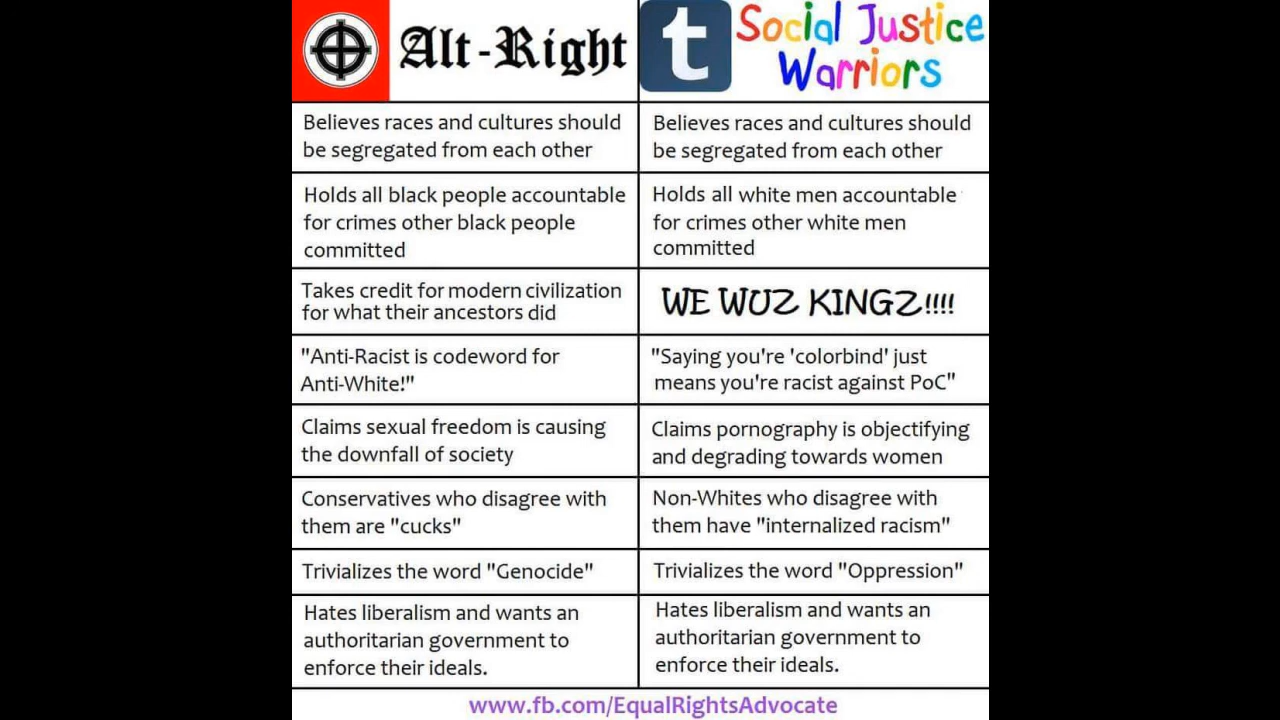 Alt-Right
t Social Justice
Warriors
Believes races and cultures should
be segregated from each other
Believes races and cultures should
be segregated from each other
Holds all black people accountable
for crimes other black people
committed
Holds all white men accountable
for crimes other white men
committed
Takes credit for modern civilization
for what their ancestors did
WE WUZ KINGZ!!!!
"Anti-Racist is codeword for
Anti-White!"
"Saying you're 'colorbind' just
means you're racist against PoC"
Claims sexual freedom is causing
the downfall of society
Claims pornography is objectifying
and degrading towards women
Conservatives who disagree with
them are "cucks"
Non-Whites who disagree with
them have "internalized racism"
Trivializes the word "Genocide"
Trivializes the word "Oppression"
Hates liberalism and wants an
authoritarian government to
enforce their ideals.
Hates liberalism and wants an
authoritarian government to
enforce their ideals.
www.fb.com/EqualRightsAdvocate